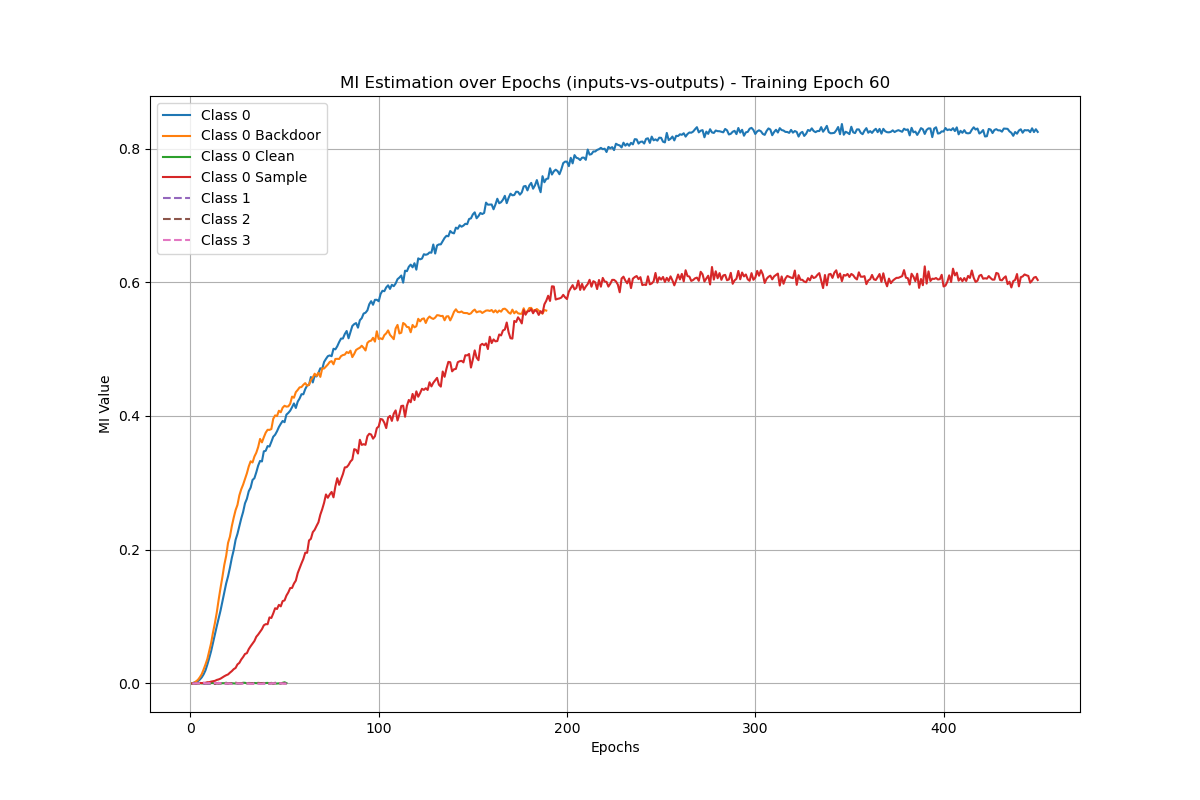 MI Estimation over Epochs (inputs-vs-outputs) - Training Epoch 60
Class 0
Class 0 Backdoor
Class 0 Clean
Class 0 Sample
Class 1
Class 2
Class 3
MI Value
0.8
0.6
0.4
0.2
0.0
0
100
200
300
400
Epochs